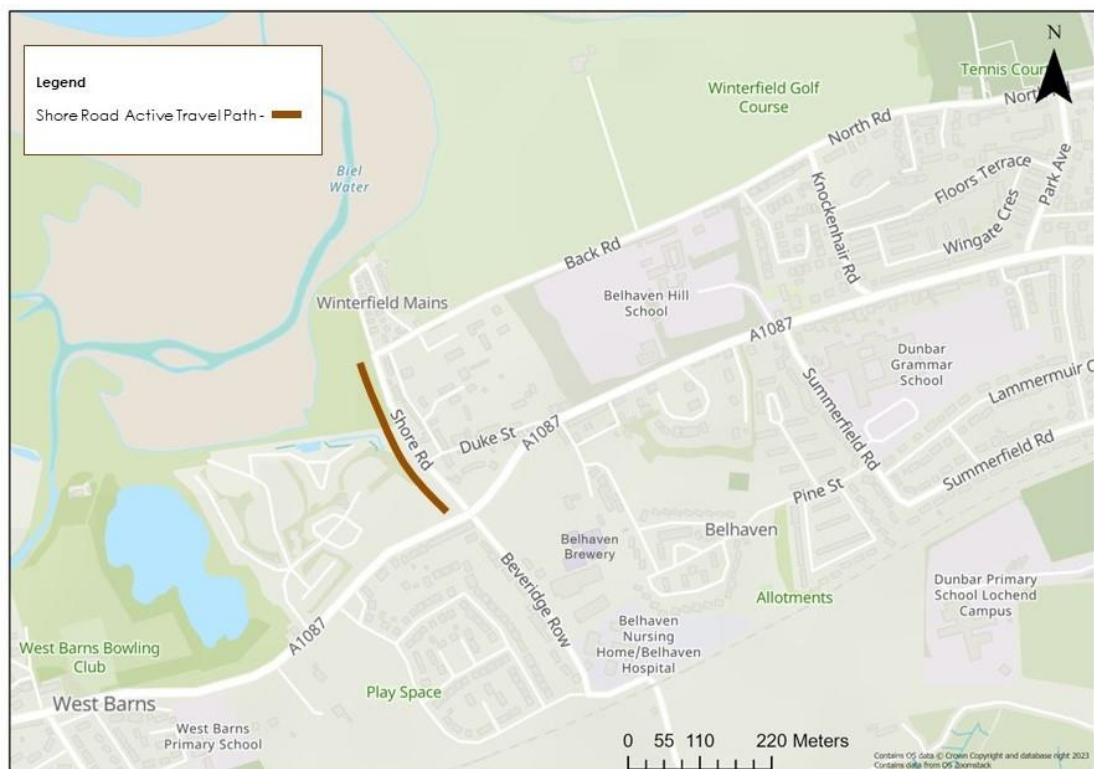 Legend
Shore Road Active Travel Path -
N
Tennis Cour
North Rd
Winterfield Golf
Course
North Rd
Floors Terrace
Park Ave
Knockenhair Rd
Wingate Cres
Biel
Water
Back Rd
Winterfield Mains
Belhaven Hill
School
A1087
Dunbar
Grammar
School
Lammermuir C
Shore Rd
Duke St
A1087
Summerfield Rd
Summerfield Rd
Pine St
Belhaven
Belhaven
Brewery
Beveridge Row
Dunbar Primary
School Lochend
Campus
Allotments
Belhaven
Nursing
Home/Belhaven
Hospital
A1087
West Barns Bowling
Club
Play Space
West Barns
West Barns
Primary School
0 55 110 220 Meters
Contains OS data © Crown Copyright and database right 2023
Contains data from OS Zoomstack